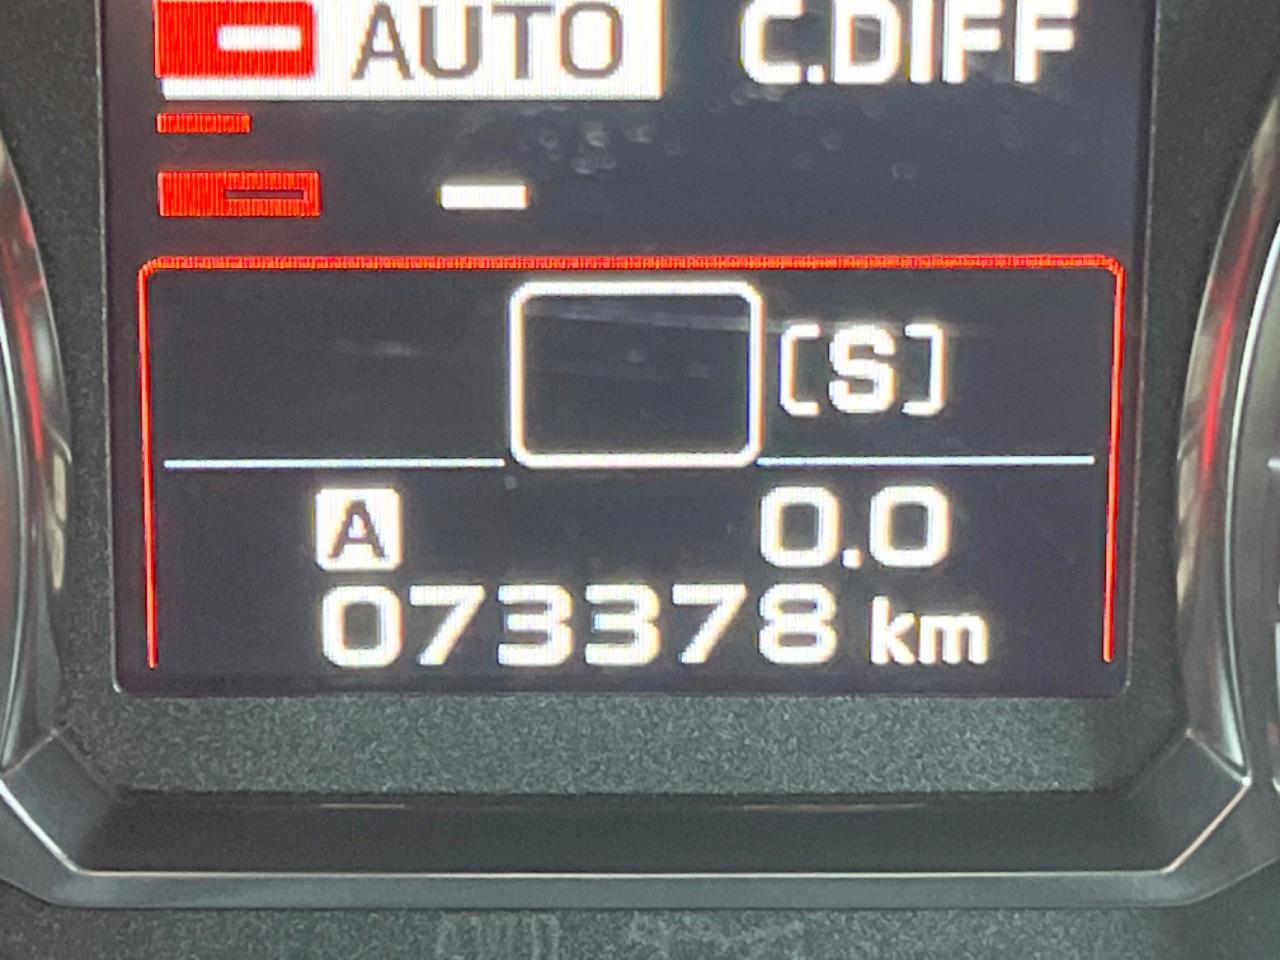 AUTO C.DIFF
[S]
A 0.0
073378 km